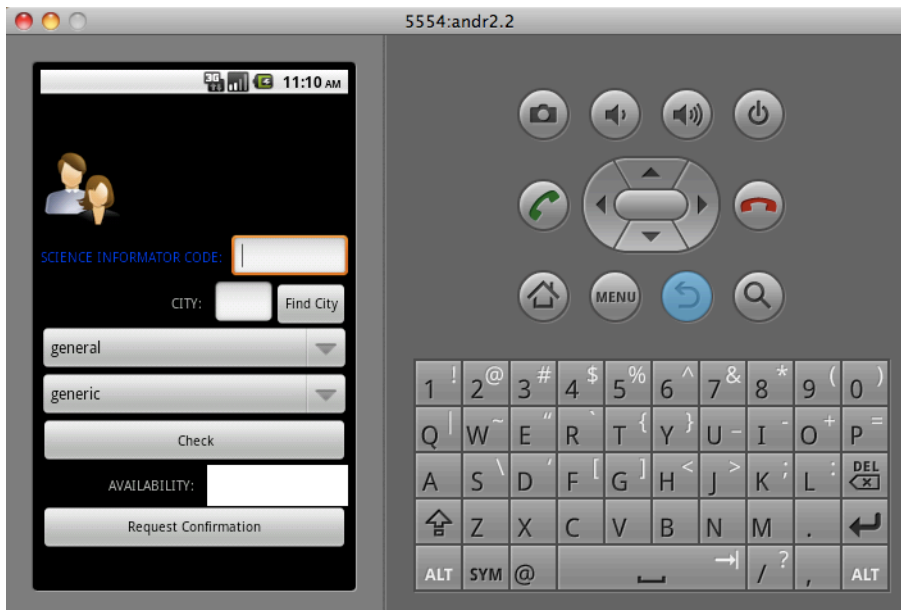 5554:andr2.2
3G
11:10 AM
SCIENCE INFORMATOR CODE:
CITY:
Find City
general
generic
Check
AVAILABILITY:
Request Confirmation
MENU
1 ! 2 @ 3 # 4 $ 5 % 6 ^ 7 & 8 * 9 ( 0 )
Q | W ~ E " R ` T { Y } U _ I - O + P =
A S \ D ' F [ G ] H < J > K ; L : DEL
Z X C V B N M .
ALT SYM @ / ? , ALT